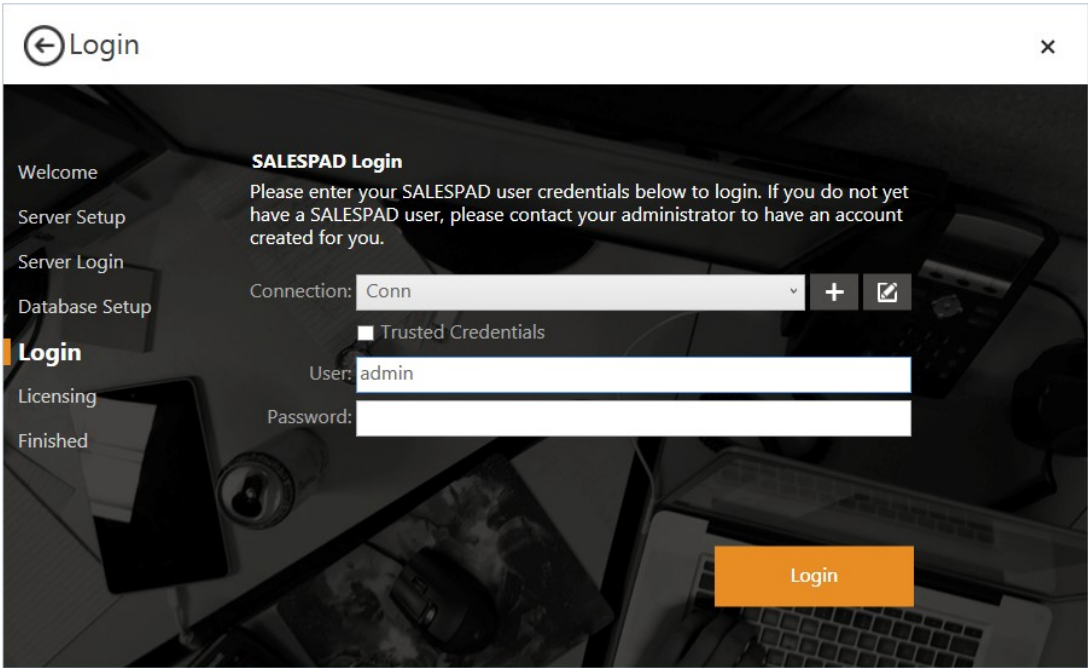 Login
Welcome
Server Setup
Server Login
Database Setup
Login
Licensing
Finished
SALESPAD Login
Please enter your SALESPAD user credentials below to login. If you do not yet
have a SALESPAD user, please contact your administrator to have an account
created for you.
Connection: Conn
Trusted Credentials
User: admin
Password:
Login